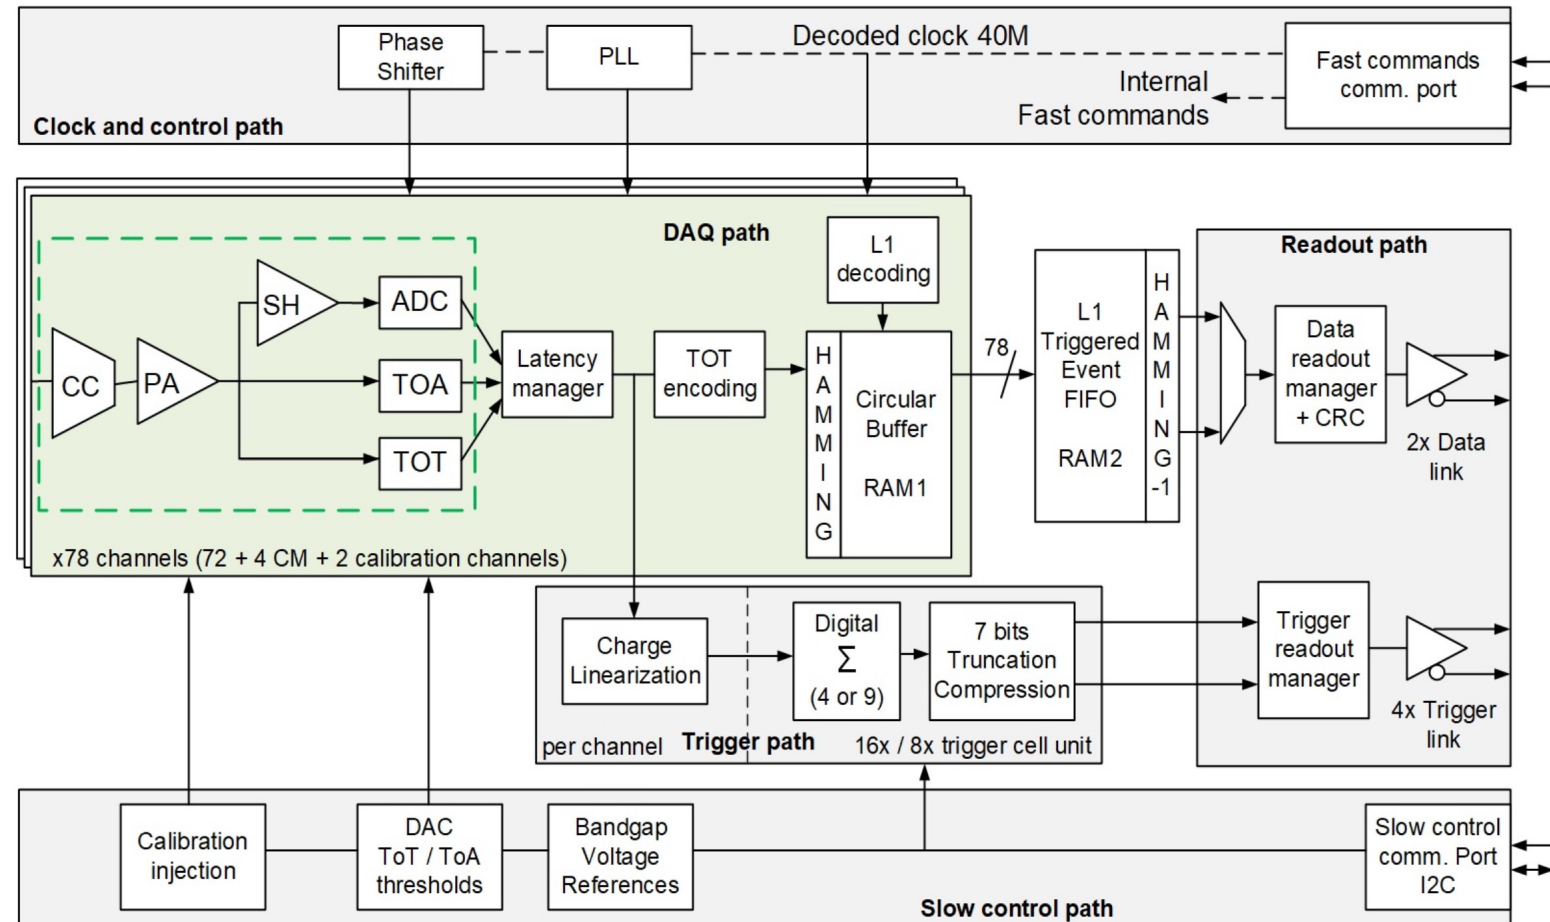 Phase
Shifter
PLL
Decoded clock 40M
Internal
Fast commands
Fast commands
comm. port
Clock and control path
DAQ path
L1
decoding
SH
ADC
CC
PA
TOA
TOT
Latency
manager
TOT
encoding
HAMMING
Circular
Buffer
RAM1
x78 channels (72 + 4 CM + 2 calibration channels)
78
L1
Triggered
Event
FIFO
RAM2
HAMMING-1
Readout path
Data
readout
manager
+ CRC
2x Data
link
Charge
Linearization
Digital
Σ
(4 or 9)
7 bits
Truncation
Compression
per channel
Trigger path
16x / 8x trigger cell unit
Trigger
readout
manager
4x Trigger
link
Calibration
injection
DAC
ToT / ToA
thresholds
Bandgap
Voltage
References
Slow control
comm. Port
I2C
Slow control path